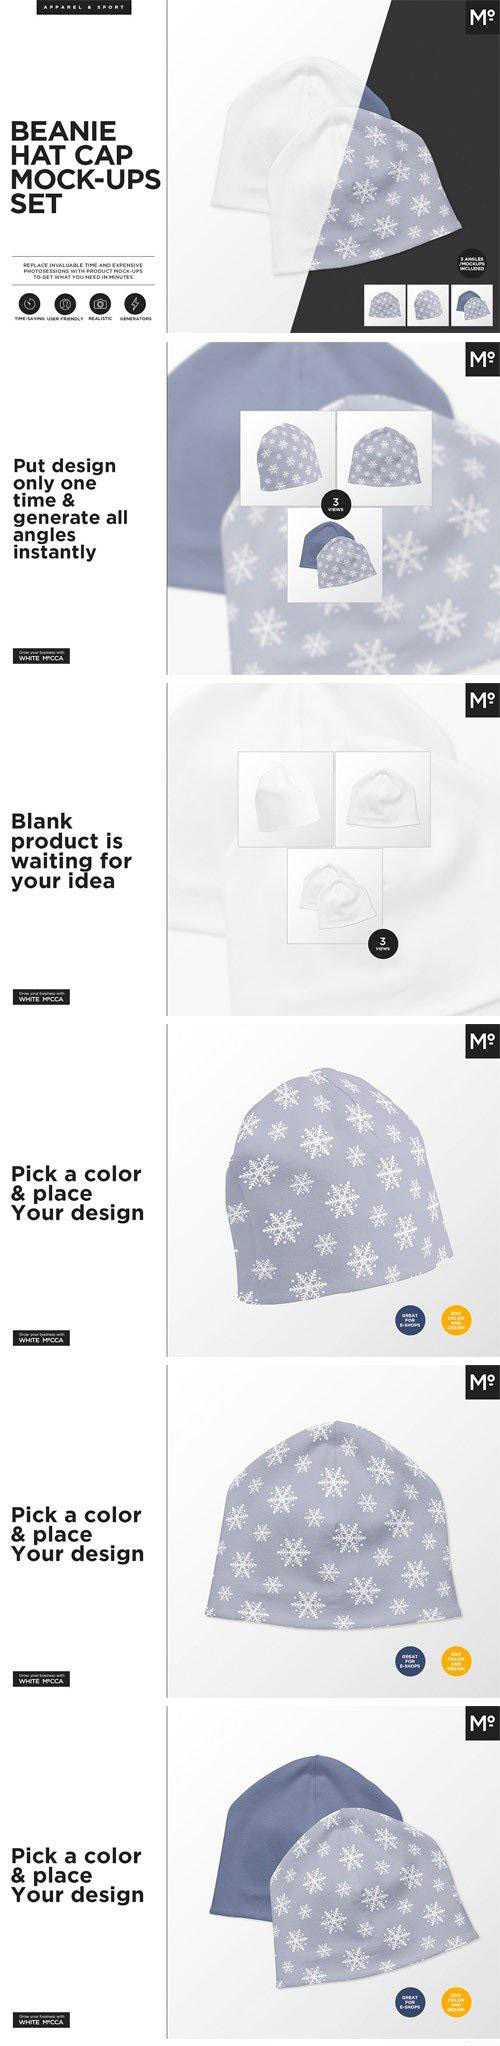 APPAREL & SPORT
Mº
BEANIE
HAT CAP
MOCK-UPS
SET
REPLACE INVALUABLE TIME AND EXPENSIVE
PHOTOSESSIONS WITH PRODUCT MOCK-UPS
TO GET WHAT YOU NEED IN MINUTES.
TIME-SAVING USER-FRIENDLY REALISTIC GENERATORS
3 ANGLES
/MOCKUPS
INCLUDED
Mº
Put design
only one
time &
generate all
angles
instantly
3
VIEWS
Grow your business with
WHITE MºCCA
Mº
Blank
product is
waiting for
your idea
3
VIEWS
Grow your business with
WHITE MºCCA
Mº
Pick a color
& place
Your design
GREAT
FOR
E-SHOPS
EDIT
COLOR
AND
DESIGN
Grow your business with
WHITE MºCCA
Mº
Pick a color
& place
Your design
GREAT
FOR
E-SHOPS
EDIT
COLOR
AND
DESIGN
Grow your business with
WHITE MºCCA
Mº
Pick a color
& place
Your design
GREAT
FOR
E-SHOPS
EDIT
COLOR
AND
DESIGN
Grow your business with
WHITE MºCCA